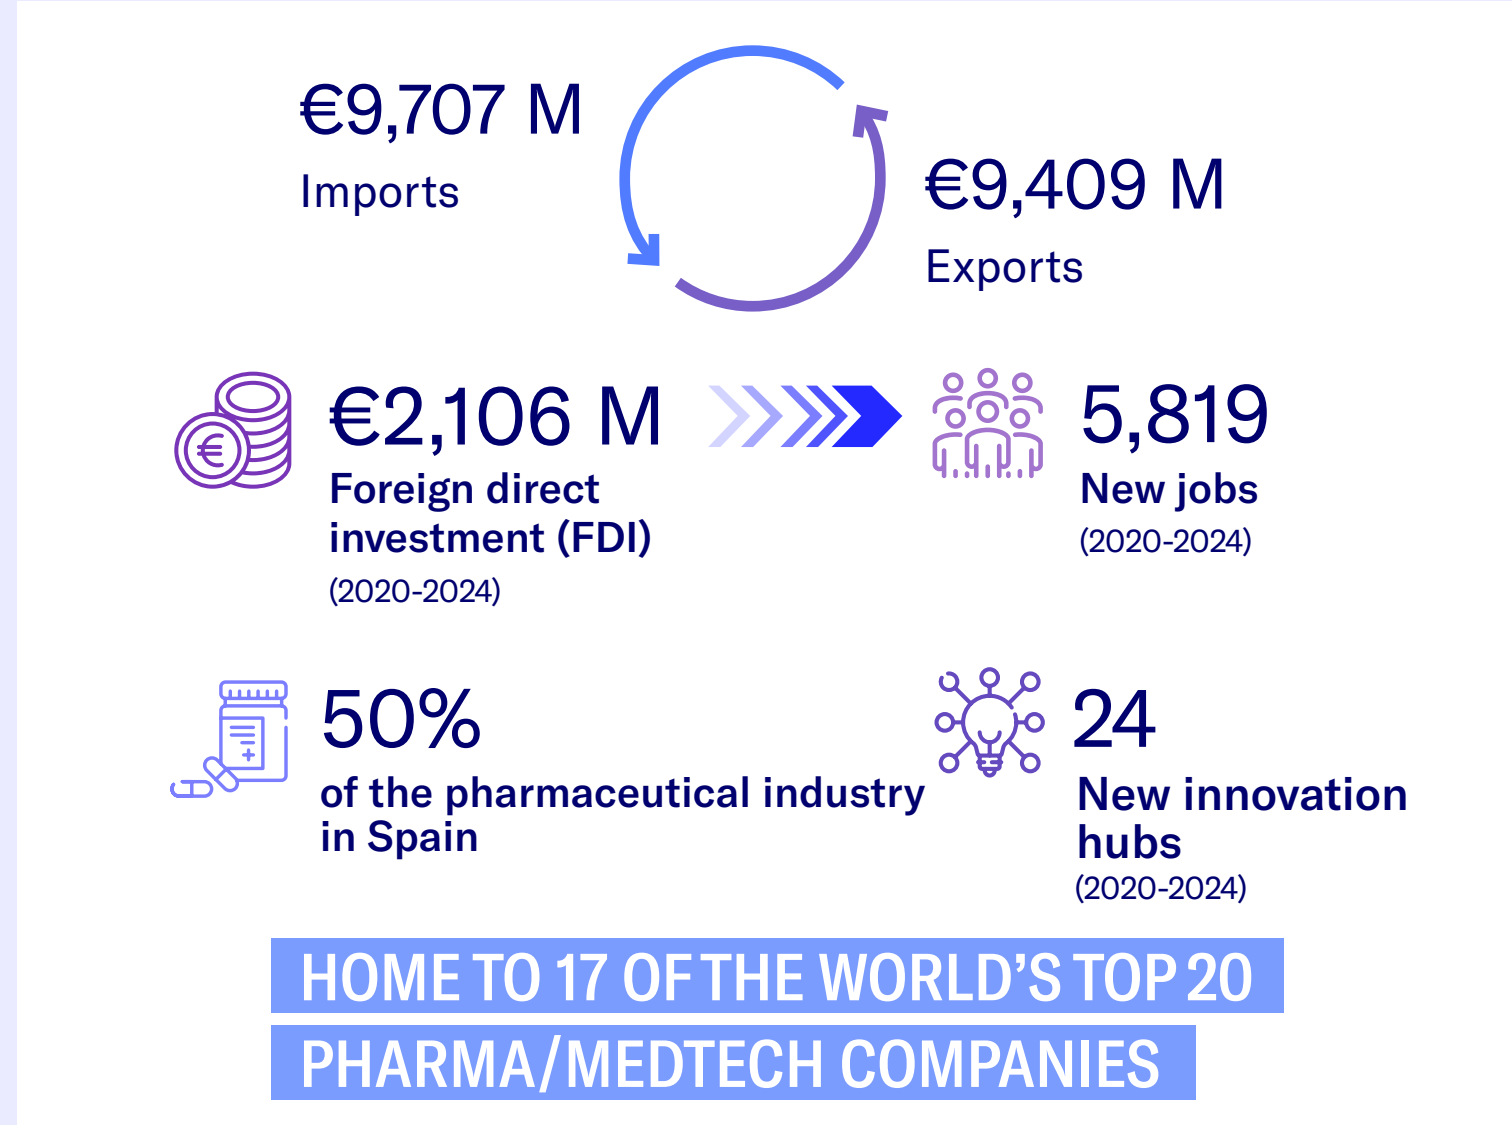 €9,707 M
Imports
€9,409 M
Exports
€2,106 M
Foreign direct
investment (FDI)
(2020-2024)
5,819
New jobs
(2020-2024)
50%
of the pharmaceutical industry
in Spain
24
New innovation
hubs
(2020-2024)
HOME TO 17 OF THE WORLD’S TOP 20
PHARMA/MEDTECH COMPANIES